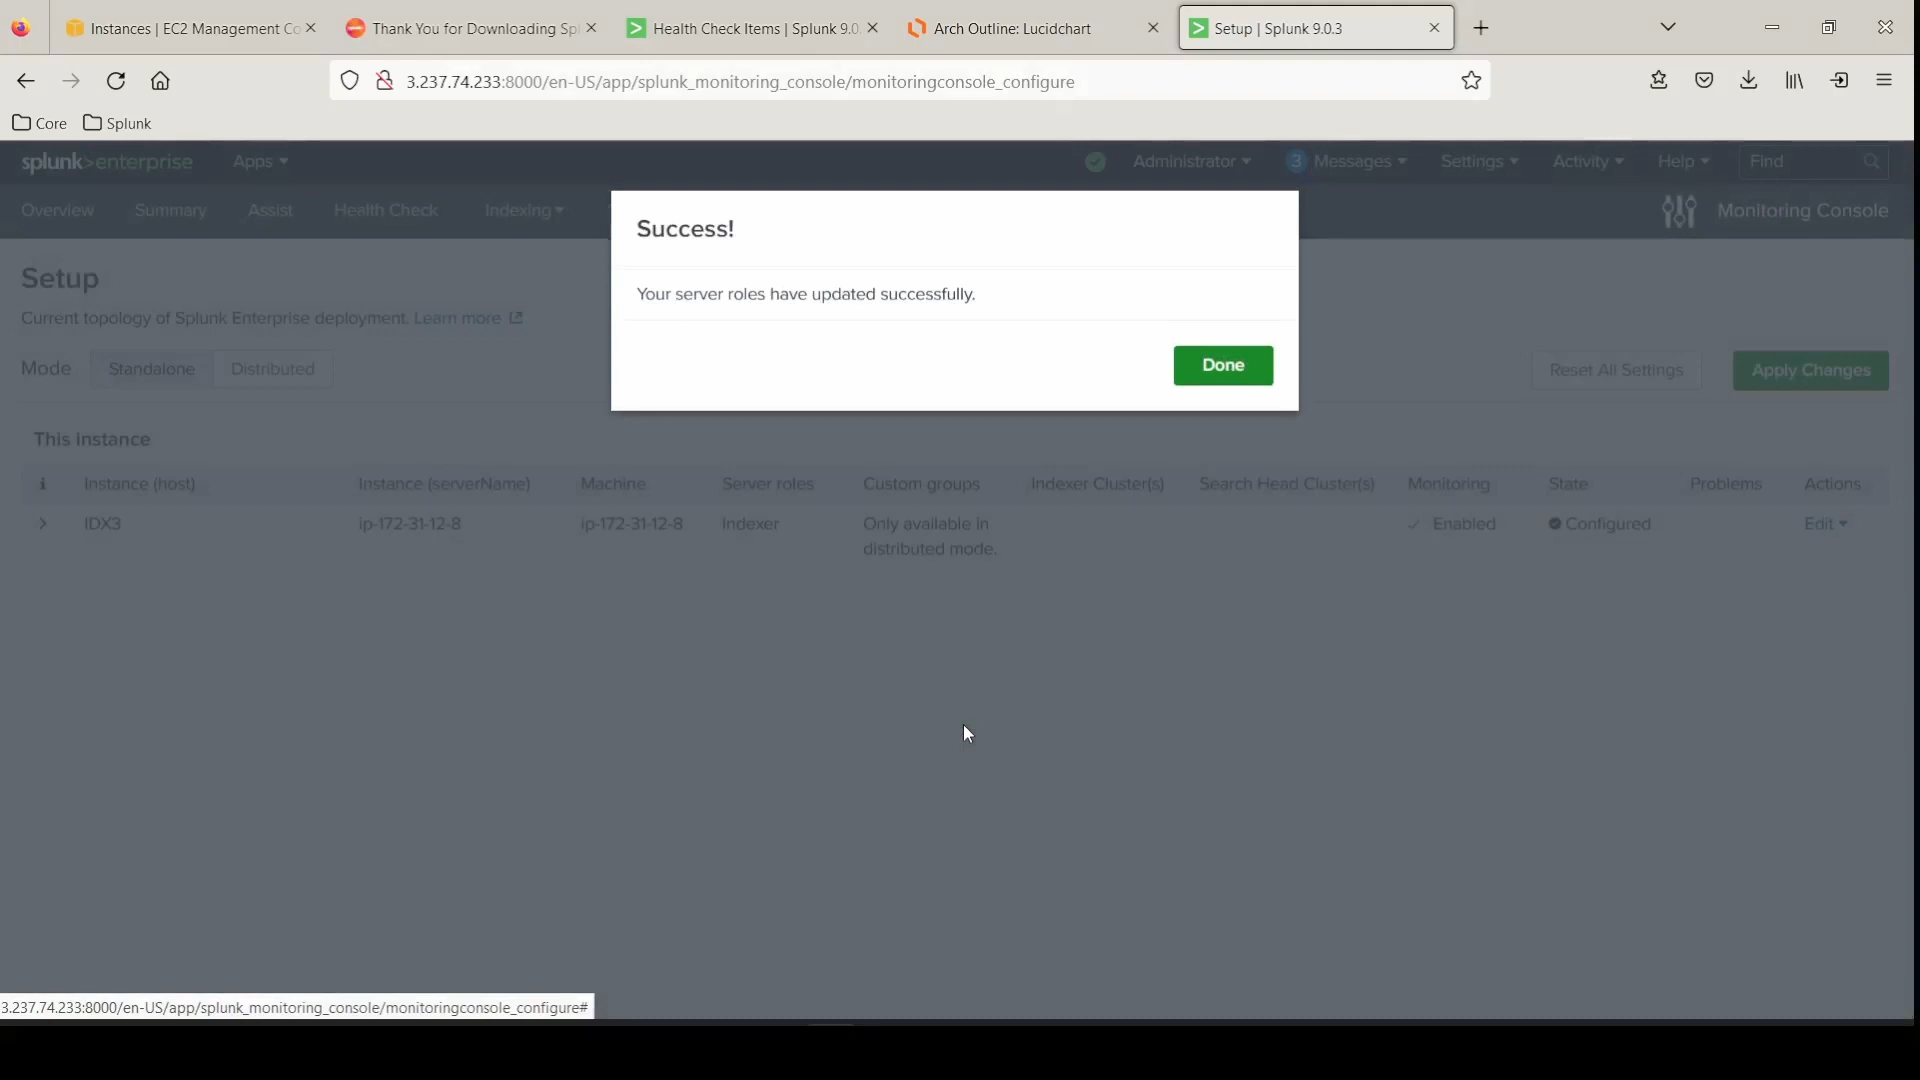 Instances | EC2 Management Co
Thank You for Downloading Spl
Health Check Items | Splunk 9.0.
Arch Outline: Lucidchart
Setup | Splunk 9.0.3
3.237.74.233:8000/en-US/app/splunk_monitoring_console/monitoringconsole_configure
Core
Splunk
splunk>enterprise Apps
Administrator
3 Messages
Settings
Activity
Help
Find
Overview
Summary
Assist
Health Check
Indexing
Monitoring Console
Success!
Your server roles have updated successfully.
Done
Setup
Current topology of Splunk Enterprise deployment. Learn more
Mode Standalone Distributed
Reset All Settings
Apply Changes
This instance
i Instance (host) Instance (serverName) Machine Server roles Custom groups Indexer Cluster(s) Search Head Cluster(s) Monitoring State Problems Actions
IDX3 ip-172-31-12-8 ip-172-31-12-8 Indexer Only available in Enabled Configured Edit
distributed mode.
3.237.74.233:8000/en-US/app/splunk_monitoring_console/monitoringconsole_configure#